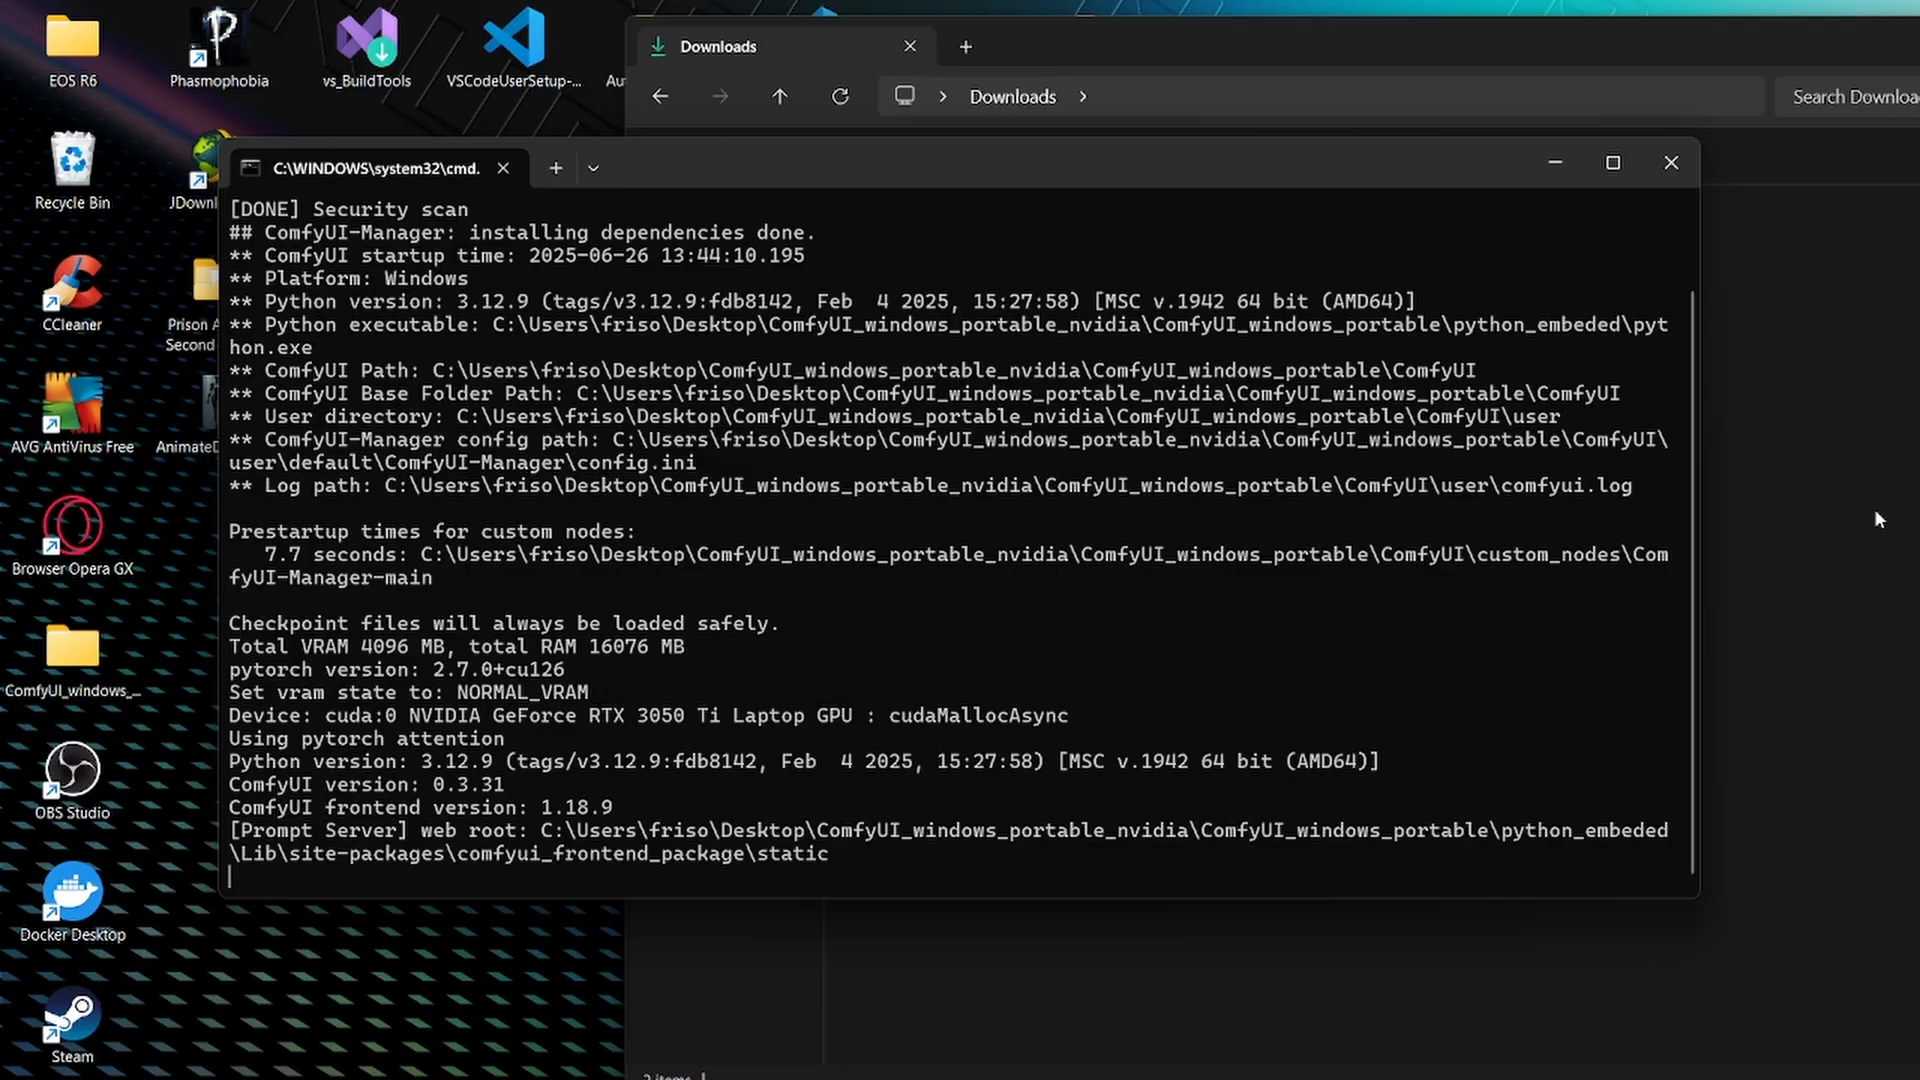 EOS R6
Phasmophobia
vs_BuildTools
VSCodeUserSetup-...
Recycle Bin
CCleaner
Prison A
Second
AVG AntiVirus Free
Browser Opera GX
ComfyUI_windows_...
OBS Studio
Docker Desktop
Steam
Downloads
Downloads
Search
C:\WINDOWS\system32\cmd.
[DONE] Security scan
## ComfyUI-Manager: installing dependencies done.
** ComfyUI startup time: 2025-06-26 13:44:10.195
** Platform: Windows
** Python version: 3.12.9 (tags/v3.12.9:fdb8142, Feb  4 2025, 15:27:58) [MSC v.1942 64 bit (AMD64)]
** Python executable: C:\Users\friso\Desktop\ComfyUI_windows_portable_nvidia\ComfyUI_windows_portable\python_embeded\pyt
hon.exe
** ComfyUI Path: C:\Users\friso\Desktop\ComfyUI_windows_portable_nvidia\ComfyUI_windows_portable\ComfyUI
** ComfyUI Base Folder Path: C:\Users\friso\Desktop\ComfyUI_windows_portable_nvidia\ComfyUI_windows_portable\ComfyUI
** User directory: C:\Users\friso\Desktop\ComfyUI_windows_portable_nvidia\ComfyUI_windows_portable\ComfyUI\user
** ComfyUI-Manager config path: C:\Users\friso\Desktop\ComfyUI_windows_portable_nvidia\ComfyUI_windows_portable\ComfyUI\
user\default\ComfyUI-Manager\config.ini
** Log path: C:\Users\friso\Desktop\ComfyUI_windows_portable_nvidia\ComfyUI_windows_portable\ComfyUI\user\comfyui.log
Prestartup times for custom nodes:
7.7 seconds: C:\Users\friso\Desktop\ComfyUI_windows_portable_nvidia\ComfyUI_windows_portable\ComfyUI\custom_nodes\Com
fyUI-Manager-main
Checkpoint files will always be loaded safely.
Total VRAM 4096 MB, total RAM 16076 MB
pytorch version: 2.7.0+cu126
Set vram state to: NORMAL_VRAM
Device: cuda:0 NVIDIA GeForce RTX 3050 Ti Laptop GPU : cudaMallocAsync
Using pytorch attention
Python version: 3.12.9 (tags/v3.12.9:fdb8142, Feb  4 2025, 15:27:58) [MSC v.1942 64 bit (AMD64)]
ComfyUI version: 0.3.31
ComfyUI frontend version: 1.18.9
[Prompt Server] web root: C:\Users\friso\Desktop\ComfyUI_windows_portable_nvidia\ComfyUI_windows_portable\python_embeded
\Lib\site-packages\comfyui_frontend_package\static